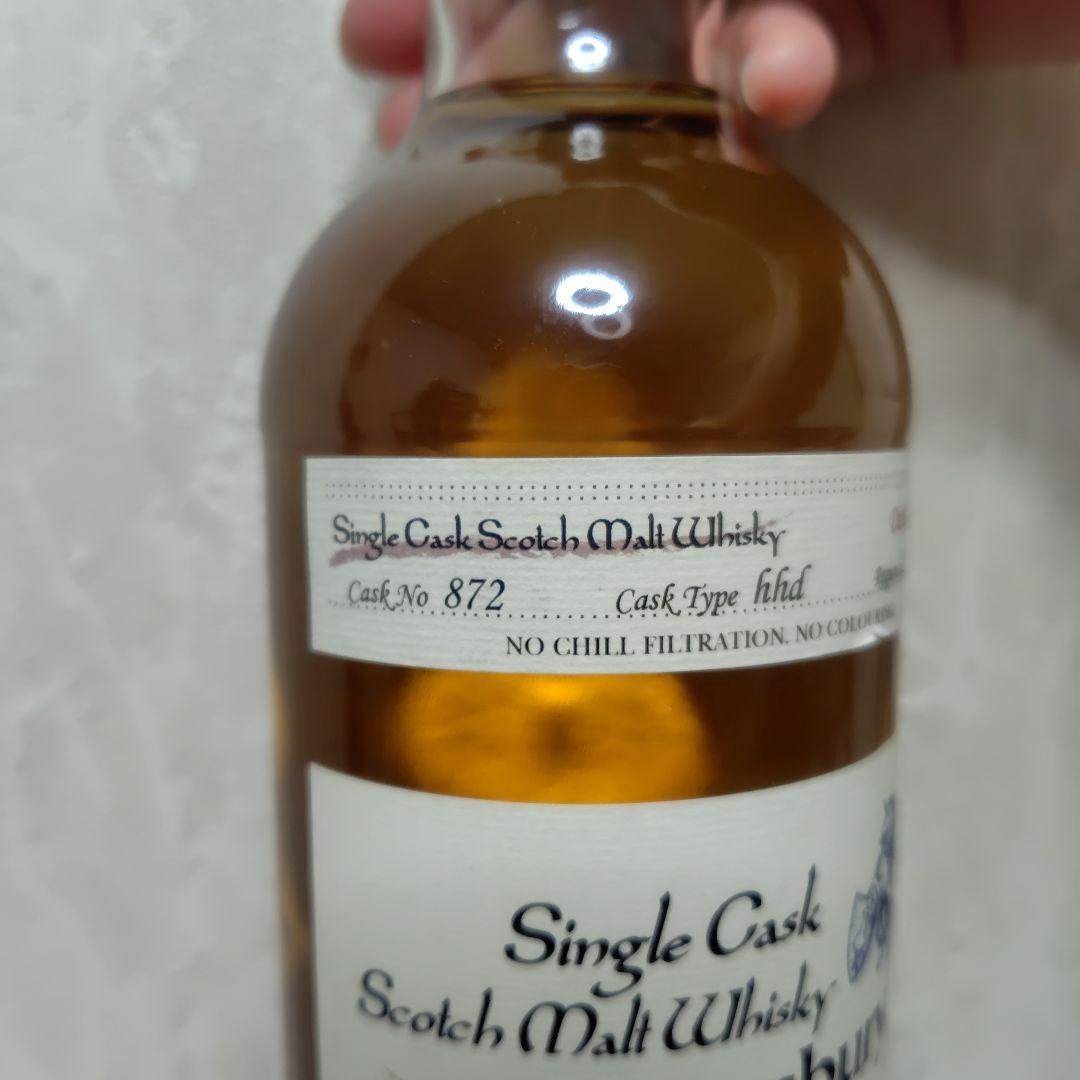 Single Cask Scotch Malt Whisky
Cask No 872 Cask Type hhd
NO CHILL FILTRATION. NO COLOURING
Single Cask
Scotch Malt Whisky